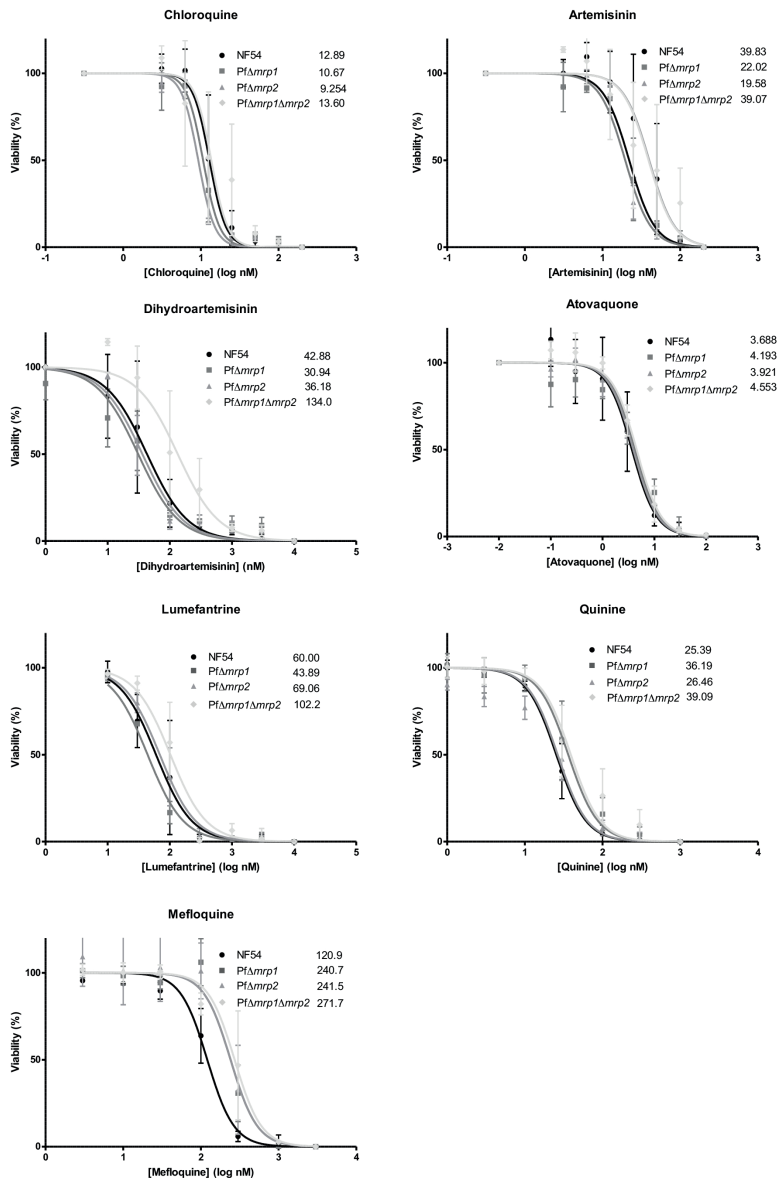 Chloroquine
Viability (%)
100
50
0
-1
0
1
2
3
[Chloroquine] (log nM)
NF54 12.89
PfΔmrp1 10.67
PfΔmrp2 9.254
PfΔmrp1Δmrp2 13.60
Artemisinin
Viability (%)
100
50
0
-1
0
1
2
3
[Artemisinin] (log nM)
NF54 39.83
PfΔmrp1 22.02
PfΔmrp2 19.58
PfΔmrp1Δmrp2 39.07
Dihydroartemisinin
Viability (%)
100
50
0
0
1
2
3
4
5
[Dihydroartemisinin] (nM)
NF54 42.88
PfΔmrp1 30.94
PfΔmrp2 36.18
PfΔmrp1Δmrp2 134.0
Atovaquone
Viability (%)
100
50
0
-3
-2
-1
0
1
2
3
[Atovaquone] (log nM)
NF54 3.688
PfΔmrp1 4.193
PfΔmrp2 3.921
PfΔmrp1Δmrp2 4.553
Lumefantrine
Viability (%)
100
50
0
0
1
2
3
4
5
[Lumefantrine] (log nM)
NF54 60.00
PfΔmrp1 43.89
PfΔmrp2 69.06
PfΔmrp1Δmrp2 102.2
Quinine
Viability (%)
100
50
0
0
1
2
3
4
[Quinine] (log nM)
NF54 25.39
PfΔmrp1 36.19
PfΔmrp2 26.46
PfΔmrp1Δmrp2 39.09
Mefloquine
Viability (%)
100
50
0
0
1
2
3
4
[Mefloquine] (log nM)
NF54 120.9
PfΔmrp1 240.7
PfΔmrp2 241.5
PfΔmrp1Δmrp2 271.7